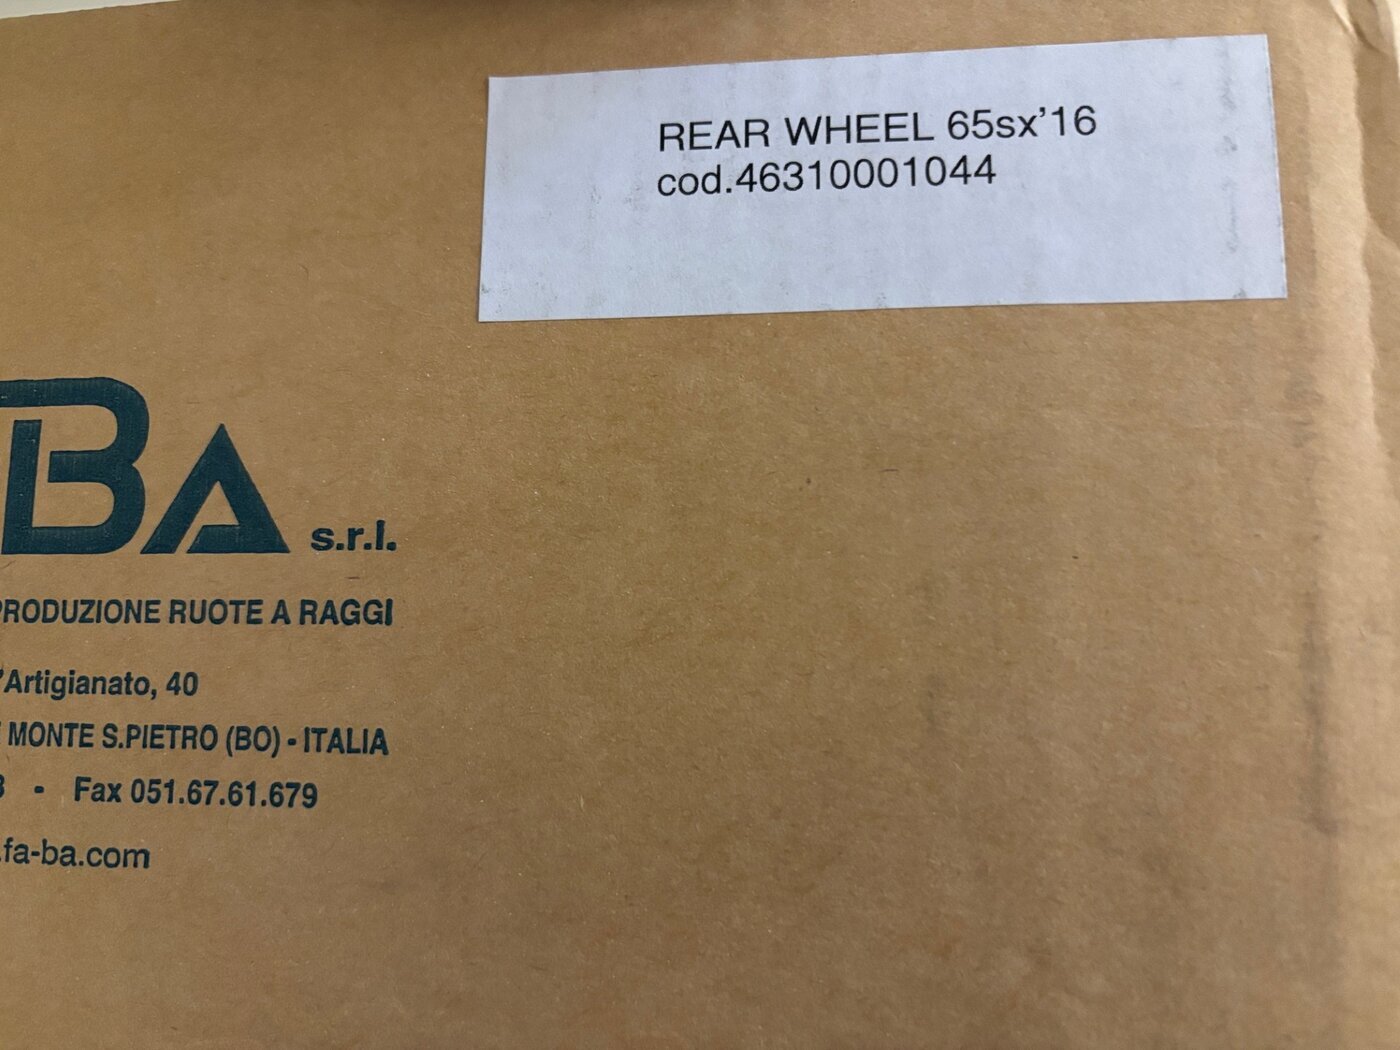 REAR WHEEL 65sx'16
cod.46310001044
BA s.r.l.
PRODUZIONE RUOTE A RAGGI
'Artigianato, 40
MONTE S.PIETRO (BO) - ITALIA
- Fax 051.67.61.679
.fa-ba.com